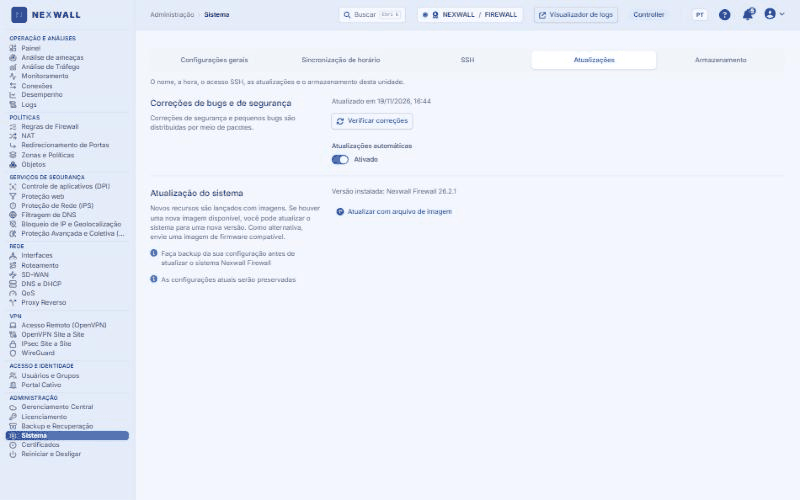 NEXWALL
Administração › Sistema
Buscar Ctrl K
NEXWALL / FIREWALL
Visualizador de logs
Controller
PT
OPERAÇÃO E ANÁLISES
Painel
Análise de ameaças
Análise de Tráfego
Monitoramento
Conexões
Desempenho
Logs
POLÍTICAS
Regras de Firewall
NAT
Redirecionamento de Portas
Zonas e Políticas
Objetos
SERVIÇOS DE SEGURANÇA
Controle de aplicativos (DPI)
Proteção web
Proteção de Rede (IPS)
Filtragem de DNS
Bloqueio de IP e Geolocalização
Proteção Avançada e Coletiva (...
REDE
Interfaces
Roteamento
SD-WAN
DNS e DHCP
QoS
Proxy Reverso
VPN
Acesso Remoto (OpenVPN)
OpenVPN Site a Site
IPsec Site a Site
WireGuard
ACESSO E IDENTIDADE
Usuários e Grupos
Portal Cativo
ADMINISTRAÇÃO
Gerenciamento Central
Licenciamento
Backup e Recuperação
Sistema
Certificados
Reiniciar e Desligar
Configurações gerais
Sincronização de horário
SSH
Atualizações
Armazenamento
O nome, a hora, o acesso SSH, as atualizações e o armazenamento desta unidade.
Correções de bugs e de segurança
Correções de segurança e pequenos bugs são
distribuídas por meio de pacotes.
Atualizado em 19/11/2026, 16:44
Verificar correções
Atualizações automáticas
Ativado
Atualização do sistema
Novos recursos são lançados com imagens. Se houver
uma nova imagem disponível, você pode atualizar o
sistema para uma nova versão. Como alternativa,
envie uma imagem de firmware compatível.
Faça backup da sua configuração antes de
atualizar o sistema Nexwall Firewall
As configurações atuais serão preservadas
Versão instalada: Nexwall Firewall 26.2.1
Atualizar com arquivo de imagem